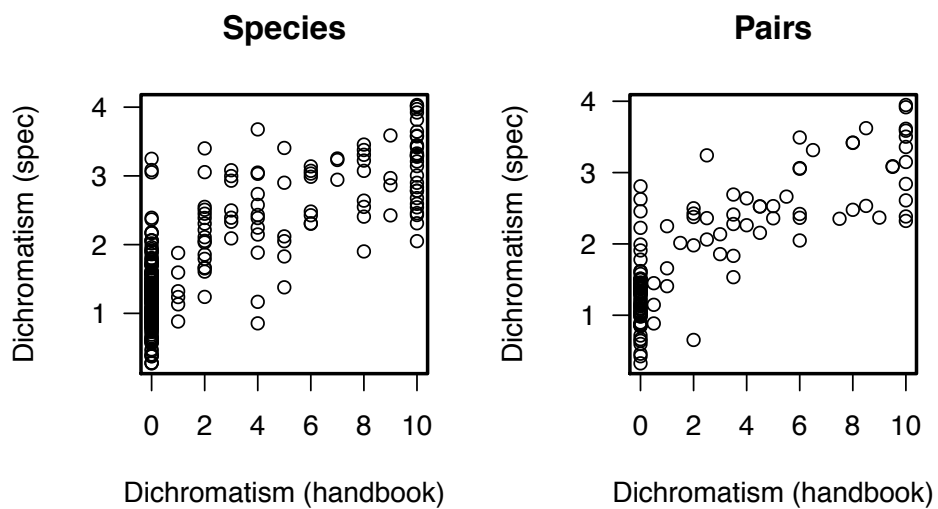 Species
Dichromatism (spec)
4
3
2
1
0 2 4 6 8 10
Dichromatism (handbook)
Pairs
Dichromatism (spec)
4
3
2
1
0 2 4 6 8 10
Dichromatism (handbook)